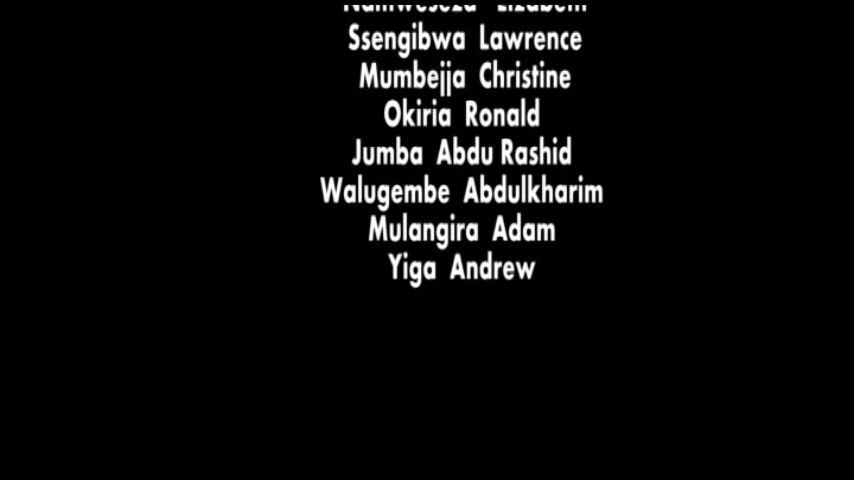 Ssengibwa Lawrence
Mumbejja Christine
Okiria Ronald
Jumba Abdu Rashid
Walugembe Abdulkharim
Mulangira Adam
Yiga Andrew